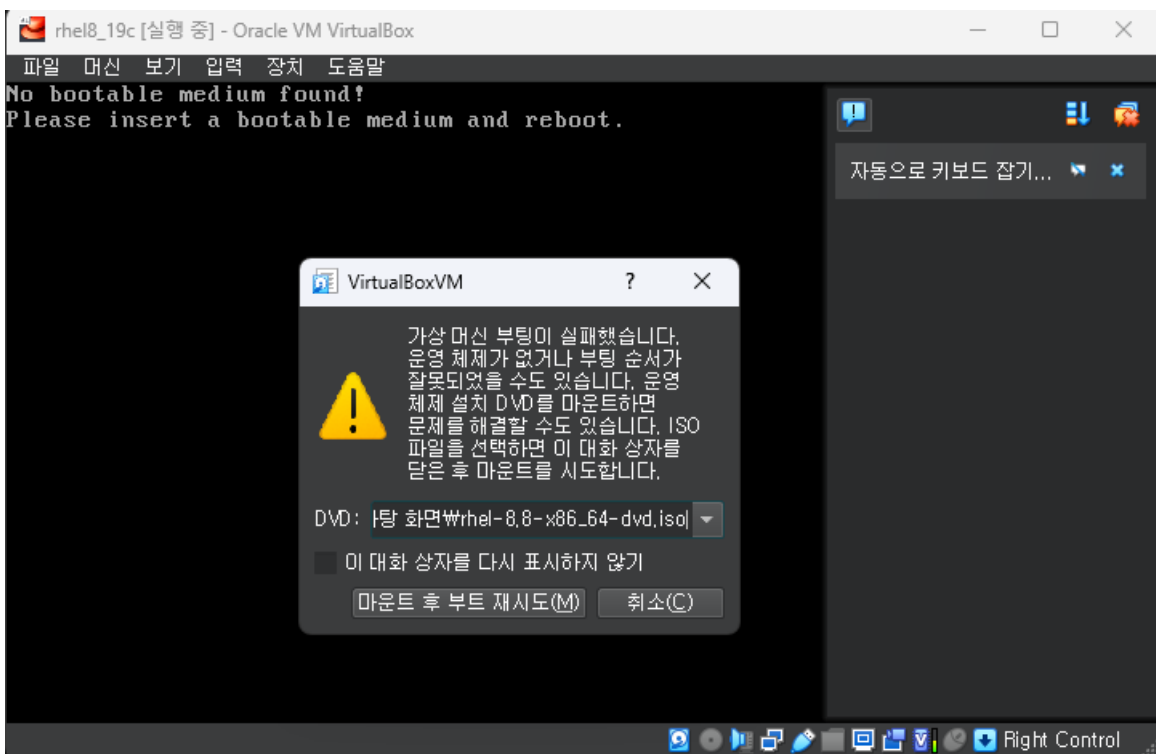 rhel8_19c [실행 중] - Oracle VM VirtualBox
파일 머신 보기 입력 장치 도움말
No bootable medium found!
Please insert a bootable medium and reboot.
자동으로 키보드 잡기...
VirtualBoxVM
가상 머신 부팅이 실패했습니다.
운영 체제가 없거나 부팅 순서가
잘못되었을 수도 있습니다. 운영
체제 설치 DVD를 마운트하면
문제를 해결할 수도 있습니다. ISO
파일을 선택하면 이 대화 상자를
닫은 후 마운트를 시도합니다.
DVD: 탕 화면₩rhel-8.8-x86_64-dvd.iso
이 대화 상자를 다시 표시하지 않기
마운트 후 부트 재시도(M) 취소(C)
Right Control